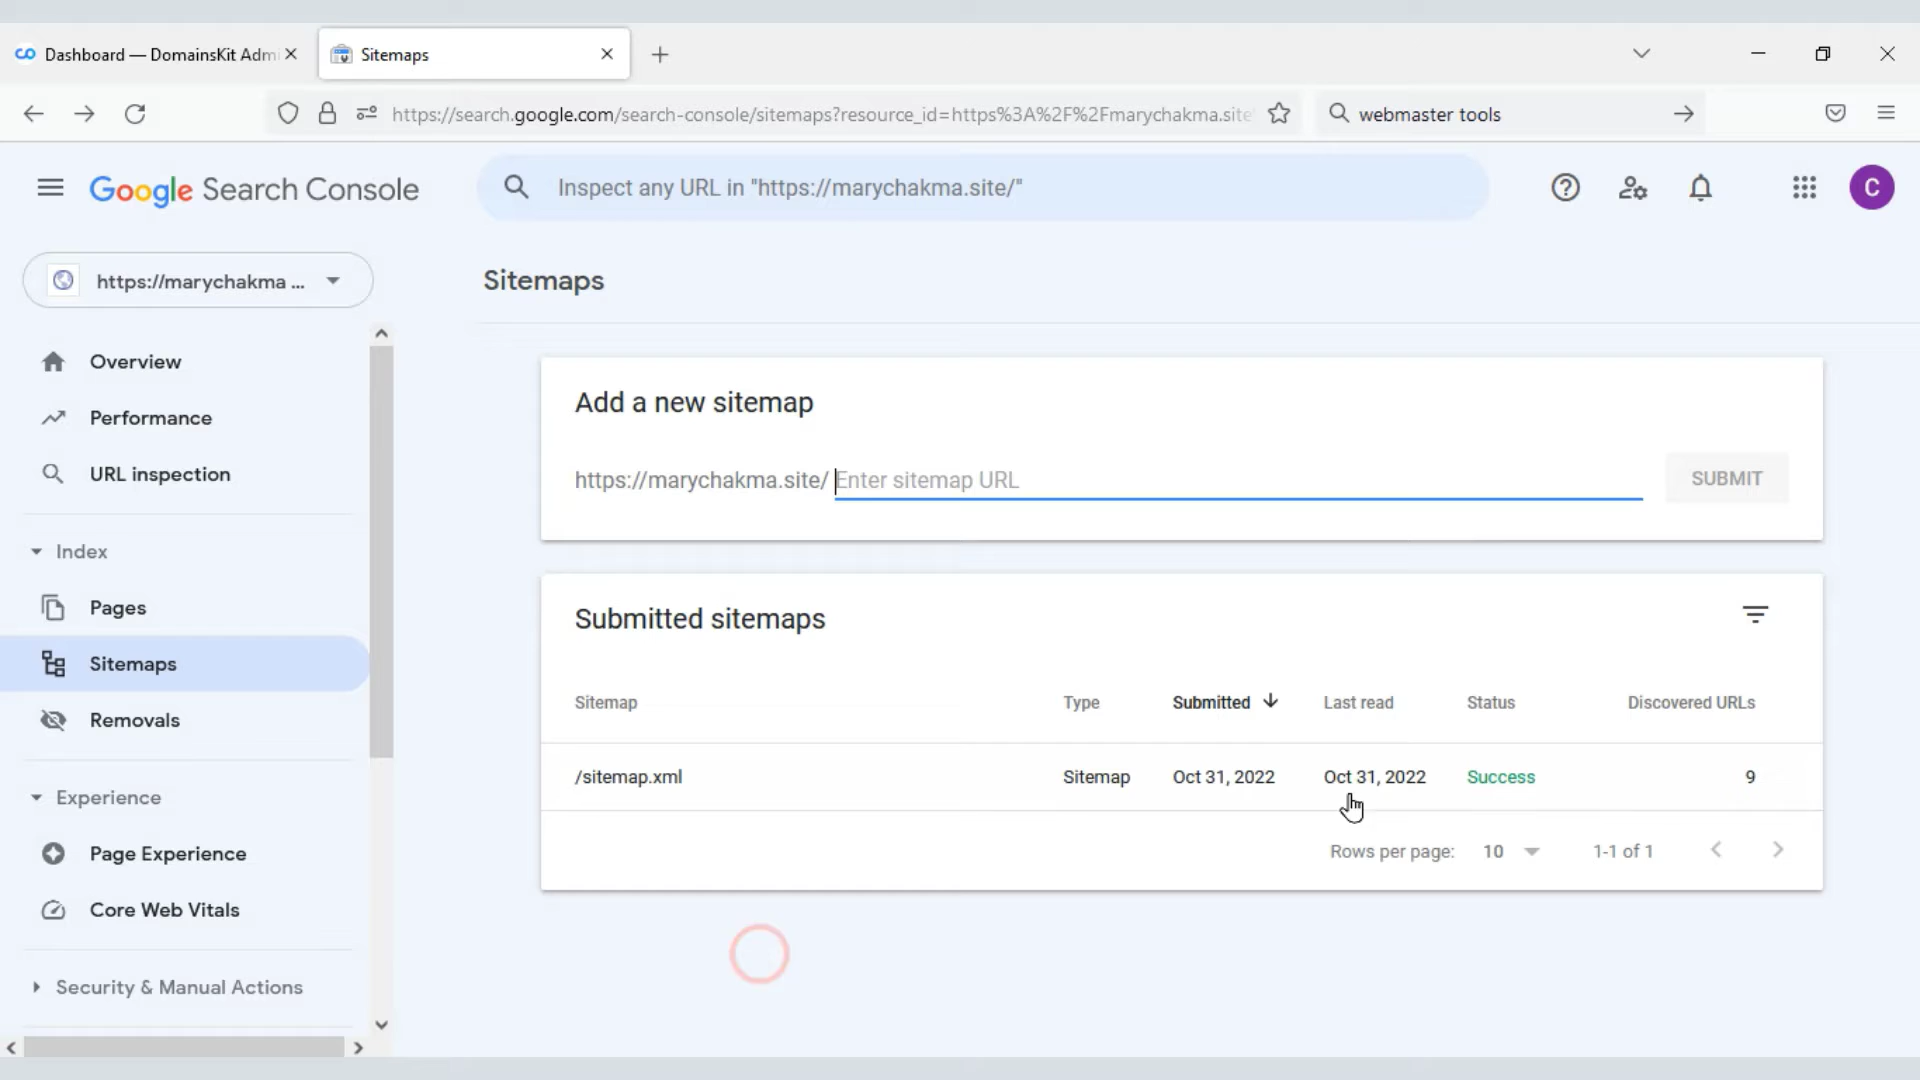 Dashboard — DomainsKit Adm
Sitemaps
https://search.google.com/search-console/sitemaps?resource_id=https%3A%2F%2Fmarychakma.site
webmaster tools
Google Search Console
Inspect any URL in "https://marychakma.site/"
C
https://marychakma ...
Sitemaps
Overview
Performance
URL inspection
Index
Pages
Sitemaps
Removals
Experience
Page Experience
Core Web Vitals
Security & Manual Actions
Add a new sitemap
https://marychakma.site/ Enter sitemap URL
SUBMIT
Submitted sitemaps
Sitemap Type Submitted Last read Status Discovered URLs
/sitemap.xml Sitemap Oct 31, 2022 Oct 31, 2022 Success 9
Rows per page: 10 1-1 of 1